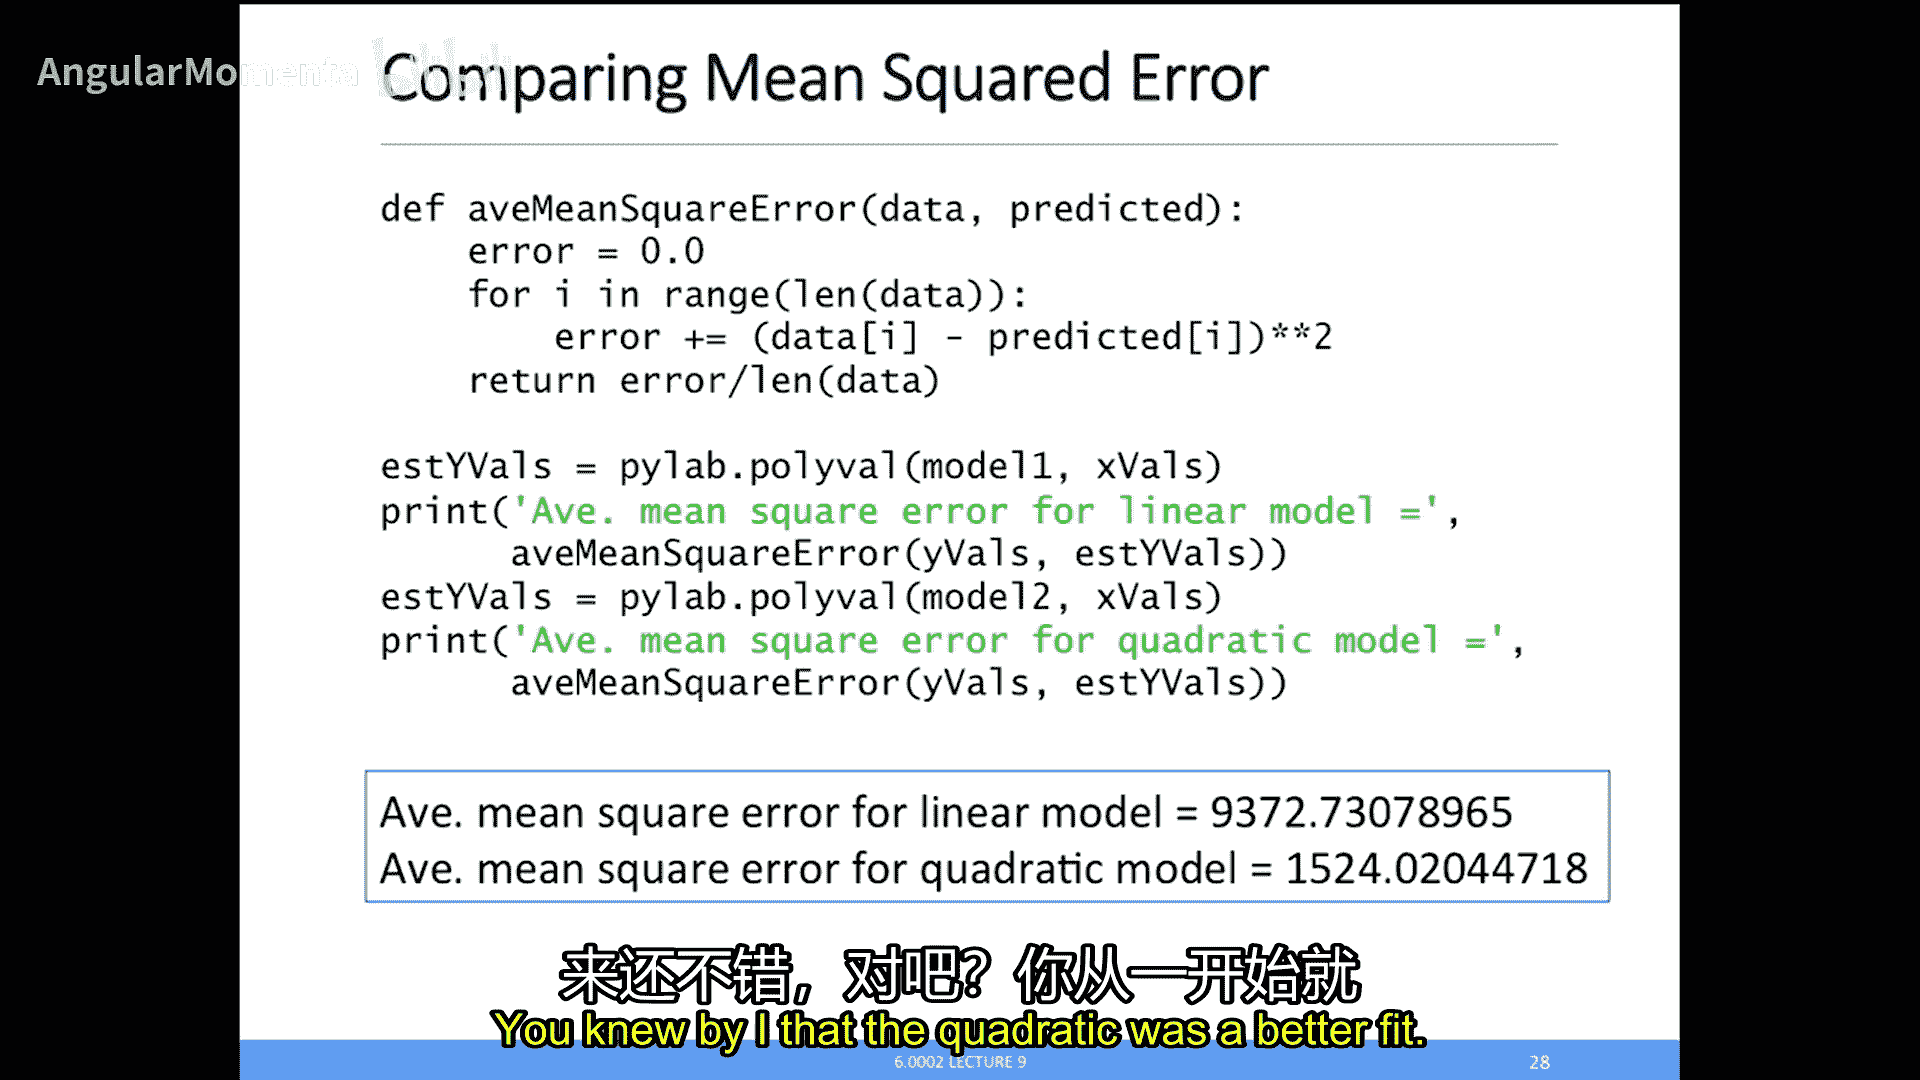 AngularMomenta
Comparing Mean Squared Error
def aveMeanSquareError(data, predicted):
    error = 0.0
    for i in range(len(data)):
        error += (data[i] - predicted[i])**2
    return error/len(data)
estYVals = pylab.polyval(model1, xVals)
print('Ave. mean square error for linear model =',
      aveMeanSquareError(yVals, estYVals))
estYVals = pylab.polyval(model2, xVals)
print('Ave. mean square error for quadratic model =',
      aveMeanSquareError(yVals, estYVals))
Ave. mean square error for linear model = 9372.73078965
Ave. mean square error for quadratic model = 1524.02044718
来还不错，对吧？你从一开始就
You knew by I that the quadratic was a better fit.
6.0002 LECTURE 9
28